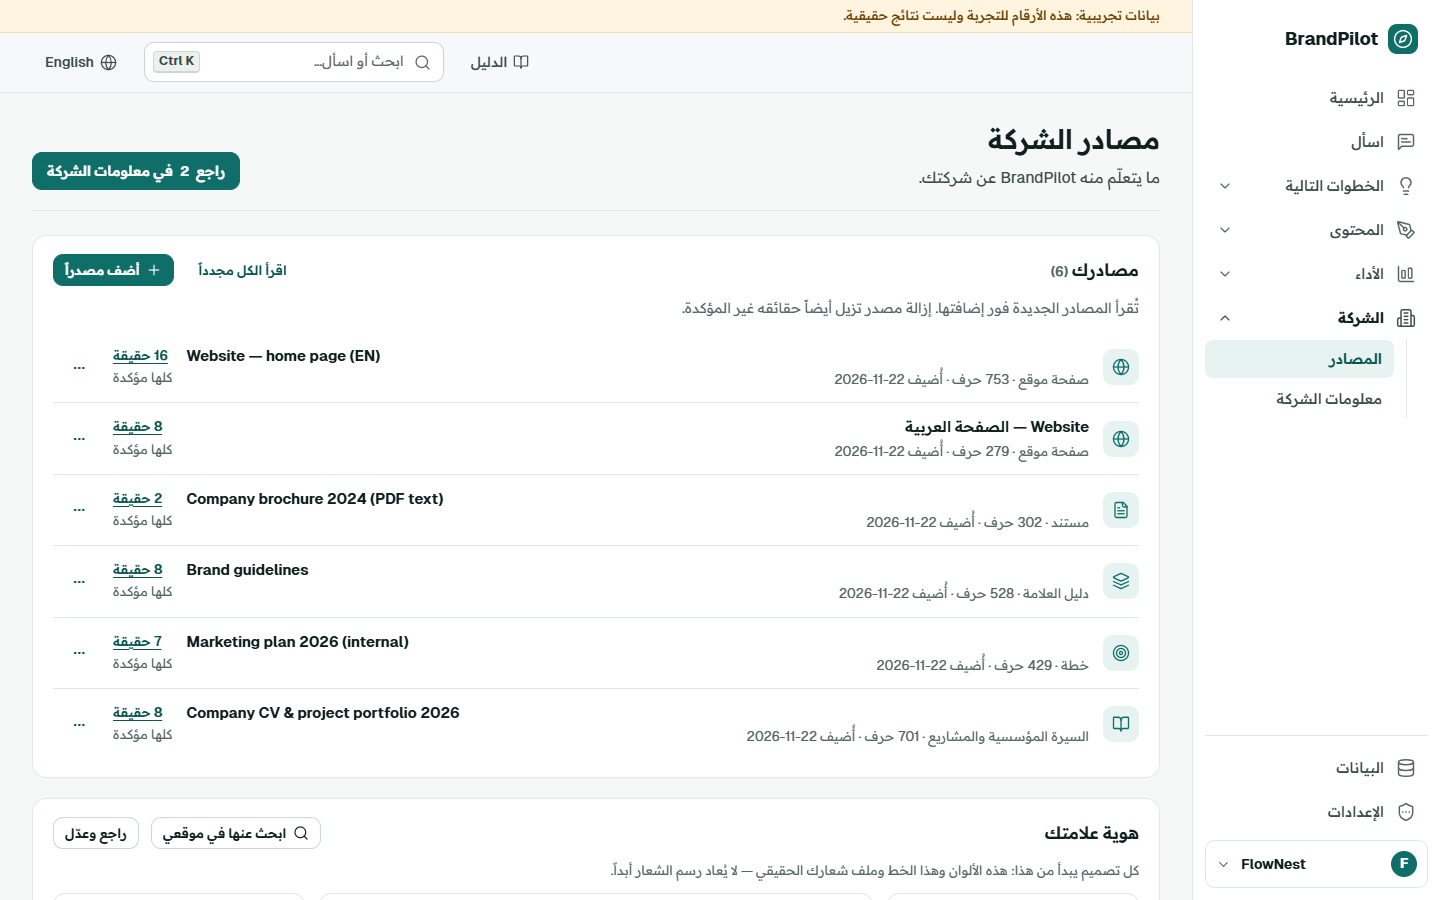 بيانات تجريبية: هذه الأرقام للتجربة وليست نتائج حقيقية.
BrandPilot
الرئيسية
اسأل
الخطوات التالية
المحتوى
الأداء
الشركة
المصادر
معلومات الشركة
البيانات
الإعدادات
F FlowNest
الدليل
ابحث أو اسأل...
Ctrl K
English
مصادر الشركة
ما يتعلّم منه BrandPilot عن شركتك.
راجع 2 في معلومات الشركة
مصادرك (6)
اقرأ الكل مجدداً
أضف مصدراً
تُقرأ المصادر الجديدة فور إضافتها. إزالة مصدر تزيل أيضاً حقائقه غير المؤكدة.
Website — home page (EN)
صفحة موقع · 753 حرف · أُضيف 22-11-2026
16 حقيقة
كلها مؤكدة
...
Website — الصفحة العربية
صفحة موقع · 279 حرف · أُضيف 22-11-2026
8 حقيقة
كلها مؤكدة
...
Company brochure 2024 (PDF text)
مستند · 302 حرف · أُضيف 22-11-2026
2 حقيقة
كلها مؤكدة
...
Brand guidelines
دليل العلامة · 528 حرف · أُضيف 22-11-2026
8 حقيقة
كلها مؤكدة
...
Marketing plan 2026 (internal)
خطة · 429 حرف · أُضيف 22-11-2026
7 حقيقة
كلها مؤكدة
...
Company CV & project portfolio 2026
السيرة المؤسسية والمشاريع · 701 حرف · أُضيف 22-11-2026
8 حقيقة
كلها مؤكدة
...
هوية علامتك
ابحث عنها في موقعي
راجع وعدّل
كل تصميم يبدأ من هذا: هذه الألوان وهذا الخط وملف شعارك الحقيقي — لا يُعاد رسم الشعار أبداً.